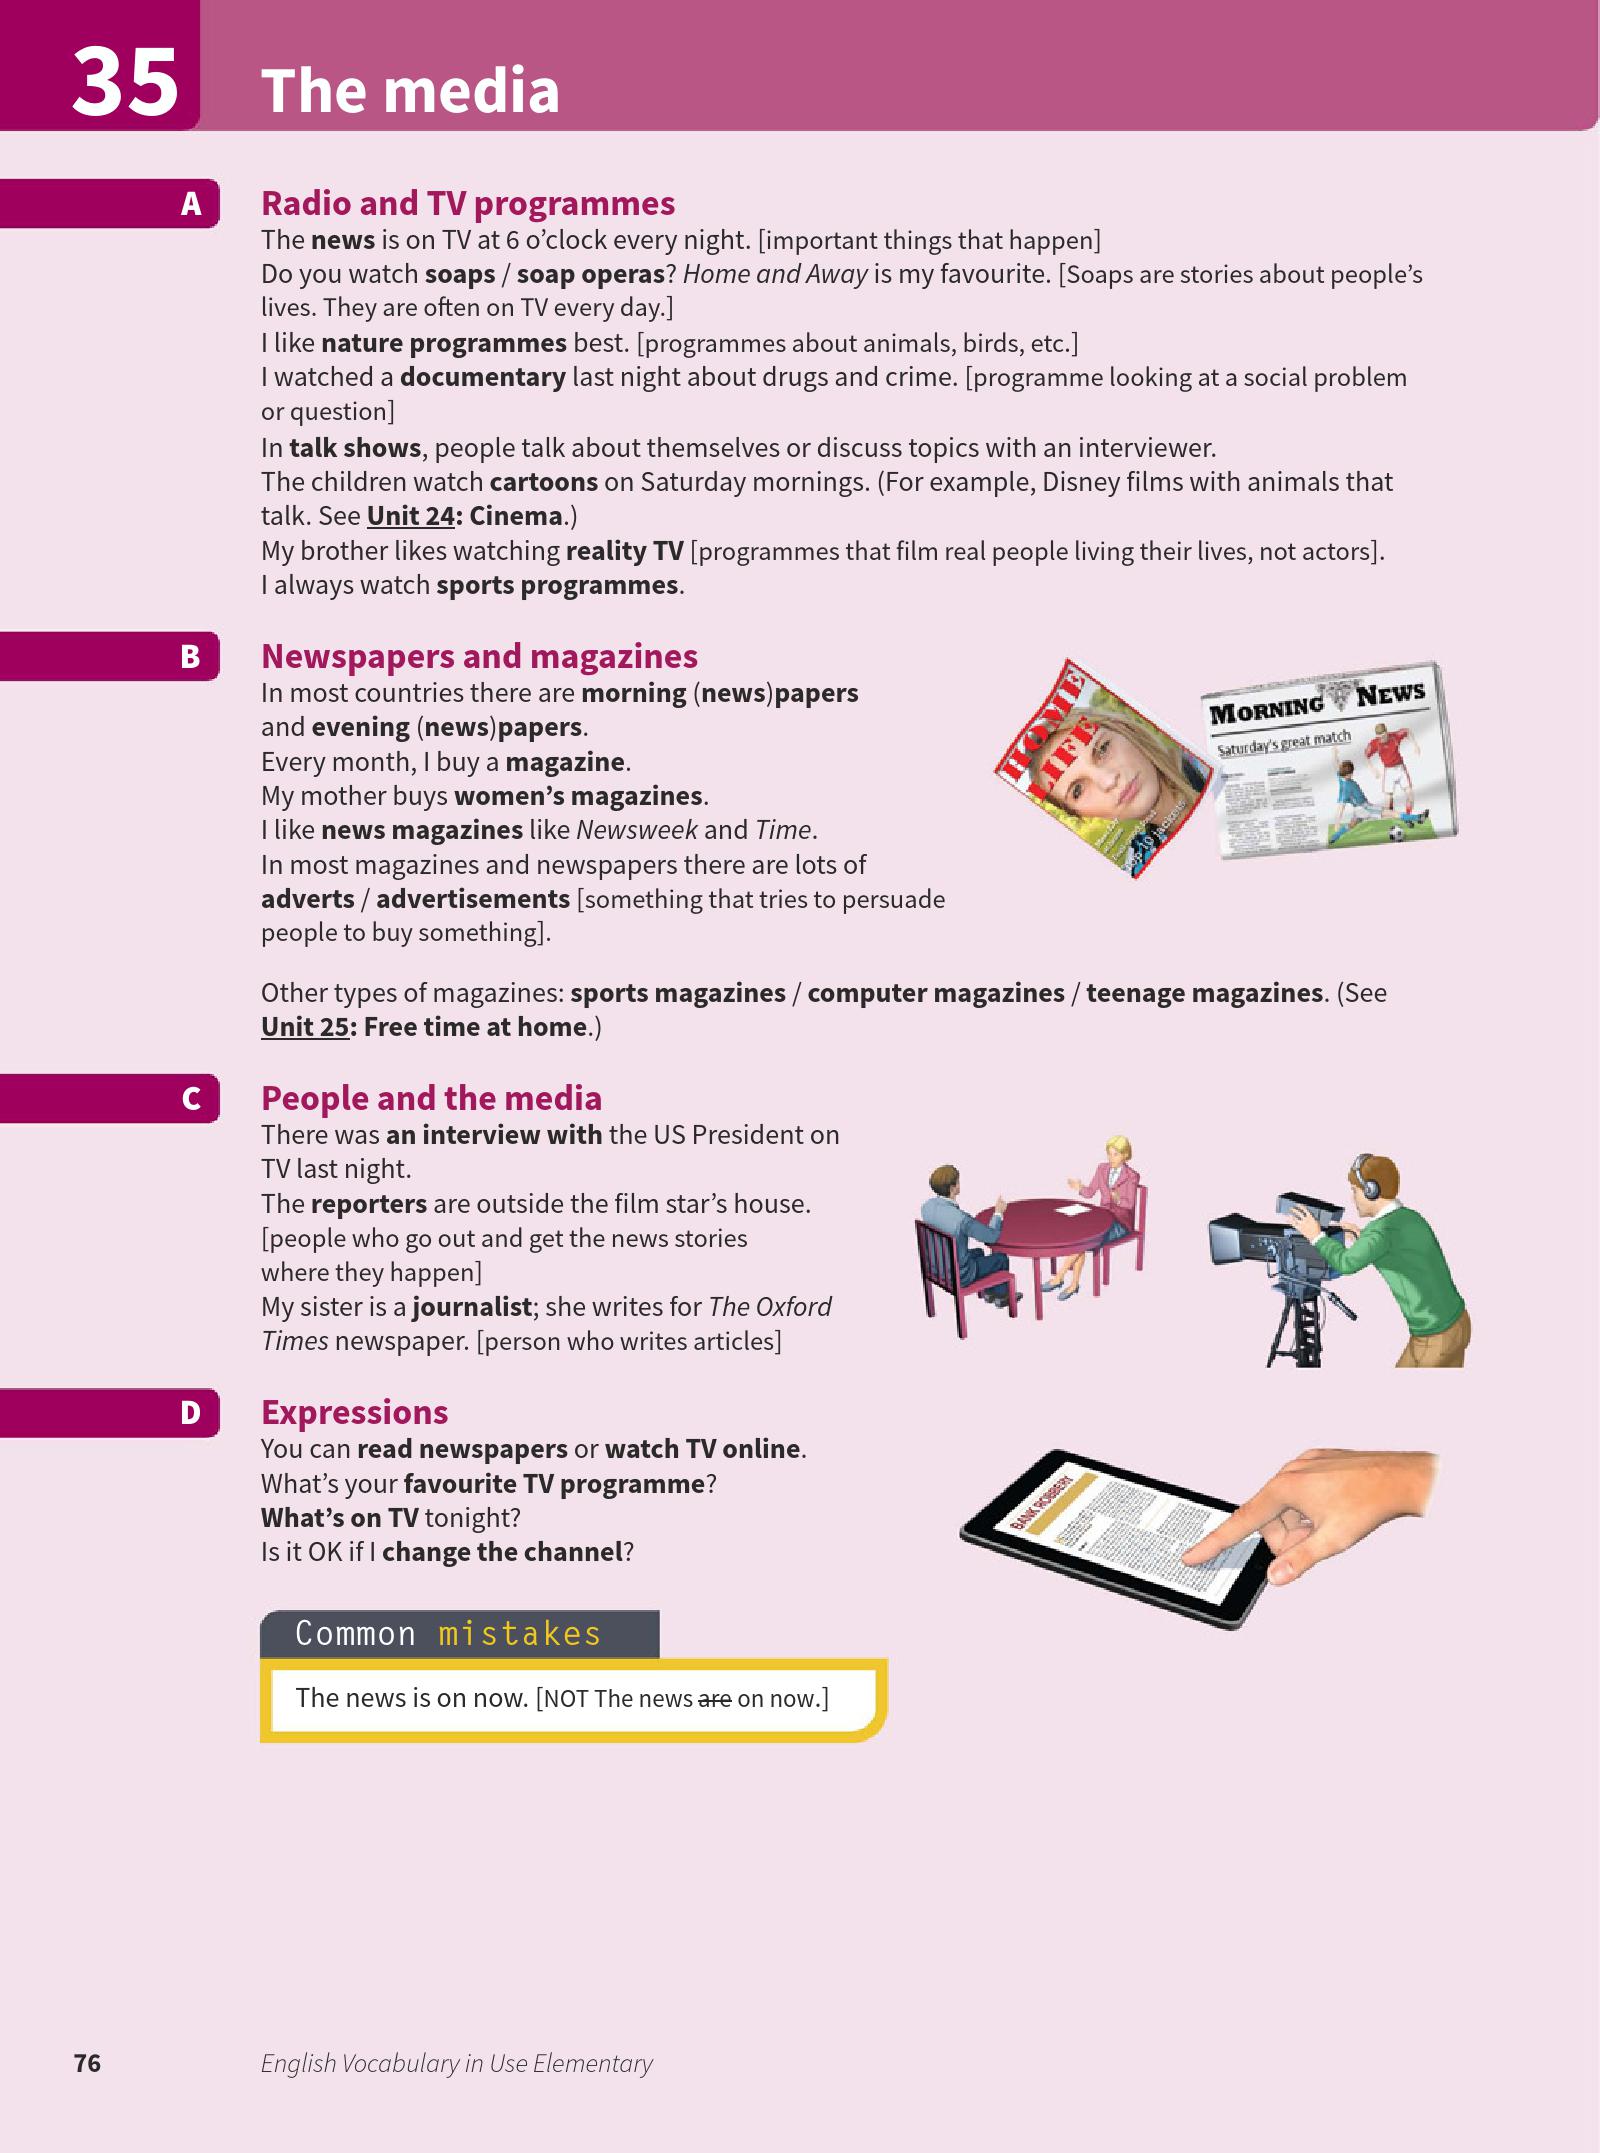 35
The media
A
Radio and TV programmes
The news is on TV at 6 o’clock every night. [important things that happen]
Do you watch soaps / soap operas? Home and Away is my favourite. [Soaps are stories about people’s
lives. They are often on TV every day.]
I like nature programmes best. [programmes about animals, birds, etc.]
I watched a documentary last night about drugs and crime. [programme looking at a social problem
or question]
In talk shows, people talk about themselves or discuss topics with an interviewer.
The children watch cartoons on Saturday mornings. (For example, Disney films with animals that
talk. See Unit 24: Cinema.)
My brother likes watching reality TV [programmes that film real people living their lives, not actors].
I always watch sports programmes.
B
Newspapers and magazines
In most countries there are morning (news)papers
and evening (news)papers.
Every month, I buy a magazine.
My mother buys women’s magazines.
I like news magazines like Newsweek and Time.
In most magazines and newspapers there are lots of
adverts / advertisements [something that tries to persuade
people to buy something].
HOME
LIFE
Top 10 jackets
MORNING NEWS
Saturday's great match
Other types of magazines: sports magazines / computer magazines / teenage magazines. (See
Unit 25: Free time at home.)
C
People and the media
There was an interview with the US President on
TV last night.
The reporters are outside the film star’s house.
[people who go out and get the news stories
where they happen]
My sister is a journalist; she writes for The Oxford
Times newspaper. [person who writes articles]
D
Expressions
You can read newspapers or watch TV online.
What’s your favourite TV programme?
What’s on TV tonight?
Is it OK if I change the channel?
BANK ROBBERY
Common mistakes
The news is on now. [NOT The news are on now.]
76
English Vocabulary in Use Elementary